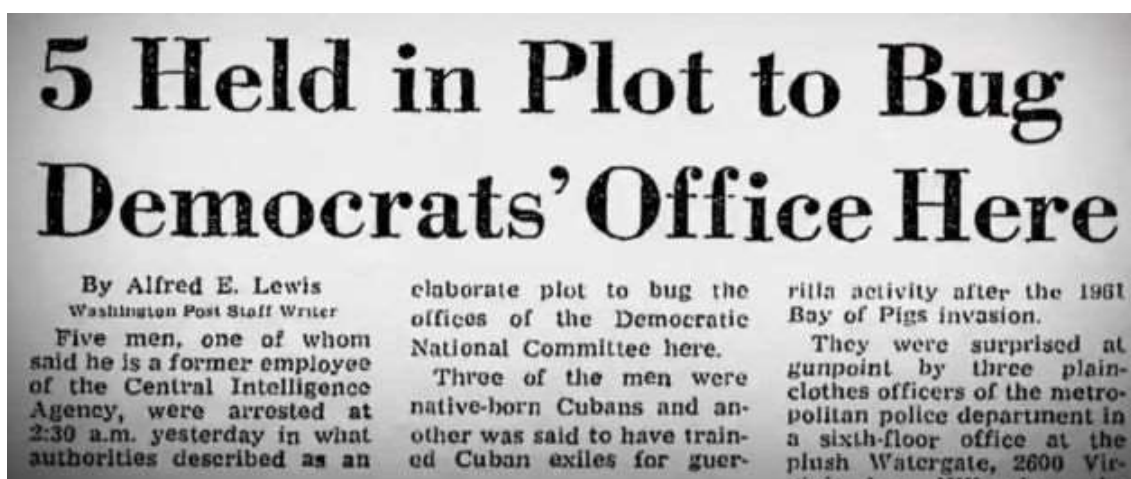 5 Held in Plot to Bug
Democrats' Office Here
By Alfred E. Lewis
Washington Post Staff Writer
Five men, one of whom
said he is a former employee
of the Central Intelligence
Agency, were arrested at
2:30 a.m. yesterday in what
authorities described as an
elaborate plot to bug the
offices of the Democratic
National Committee here.
Three of the men were
native-born Cubans and an-
other was said to have train-
ed Cuban exiles for guer-
rilla activity after the 1961
Bay of Pigs invasion.
They were surprised at
gunpoint by three plain-
clothes officers of the metro-
politan police department in
a sixth-floor office at the
plush Watergate, 2600 Vir-